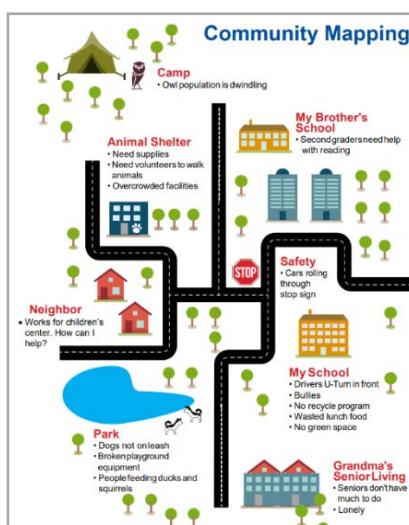 Community Mapping
Camp
• Owl population is dwindling
My Brother's
School
• Second graders need help
with reading
Animal Shelter
• Need supplies
• Need volunteers to walk
animals
• Overcrowded facilities
STOP
Safety
• Cars rolling
through
stop sign
Neighbor
• Works for children's
center. How can I
help?
My School
• Drivers U-Turn in front
• Bullies
• No recycle program
• Wasted lunch food
• No green space
Park
• Dogs not on leash
• Broken playground
equipment
• People feeding ducks and
squirrels
Grandma's
Senior Living
• Seniors don't have
much to do
• Lonely